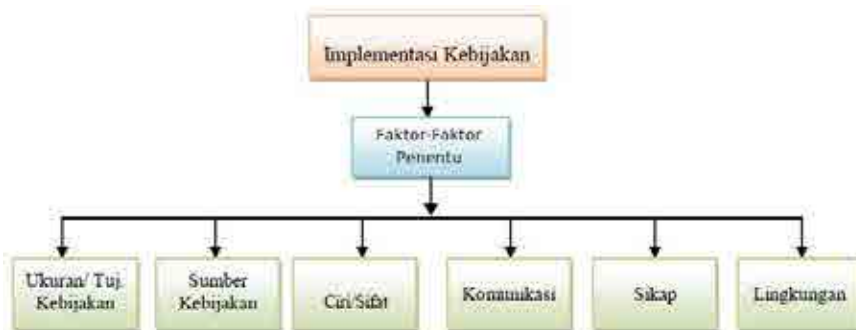 Implementasi Kebijakan
Faktor-Faktor
Penentu
Ukuran/ Tuj.
Kebijakan
Sumber
Kebijakan
Ciri/Sifat
Komunikasi
Sikap
Lingkungan